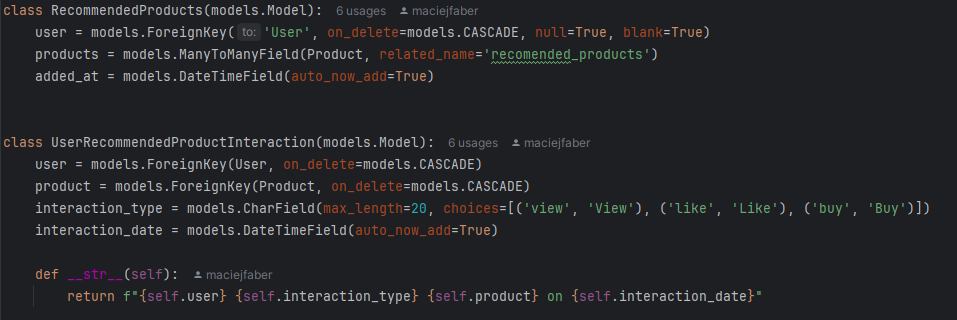 class RecommendedProducts(models.Model): 6 usages maciejfaber
    user = models.ForeignKey( to: 'User', on_delete=models.CASCADE, null=True, blank=True)
    products = models.ManyToManyField(Product, related_name='recomended_products')
    added_at = models.DateTimeField(auto_now_add=True)
class UserRecommendedProductInteraction(models.Model): 6 usages maciejfaber
    user = models.ForeignKey(User, on_delete=models.CASCADE)
    product = models.ForeignKey(Product, on_delete=models.CASCADE)
    interaction_type = models.CharField(max_length=20, choices=[('view', 'View'), ('like', 'Like'), ('buy', 'Buy')])
    interaction_date = models.DateTimeField(auto_now_add=True)
    def __str__(self): maciejfaber
        return f"{self.user} {self.interaction_type} {self.product} on {self.interaction_date}"